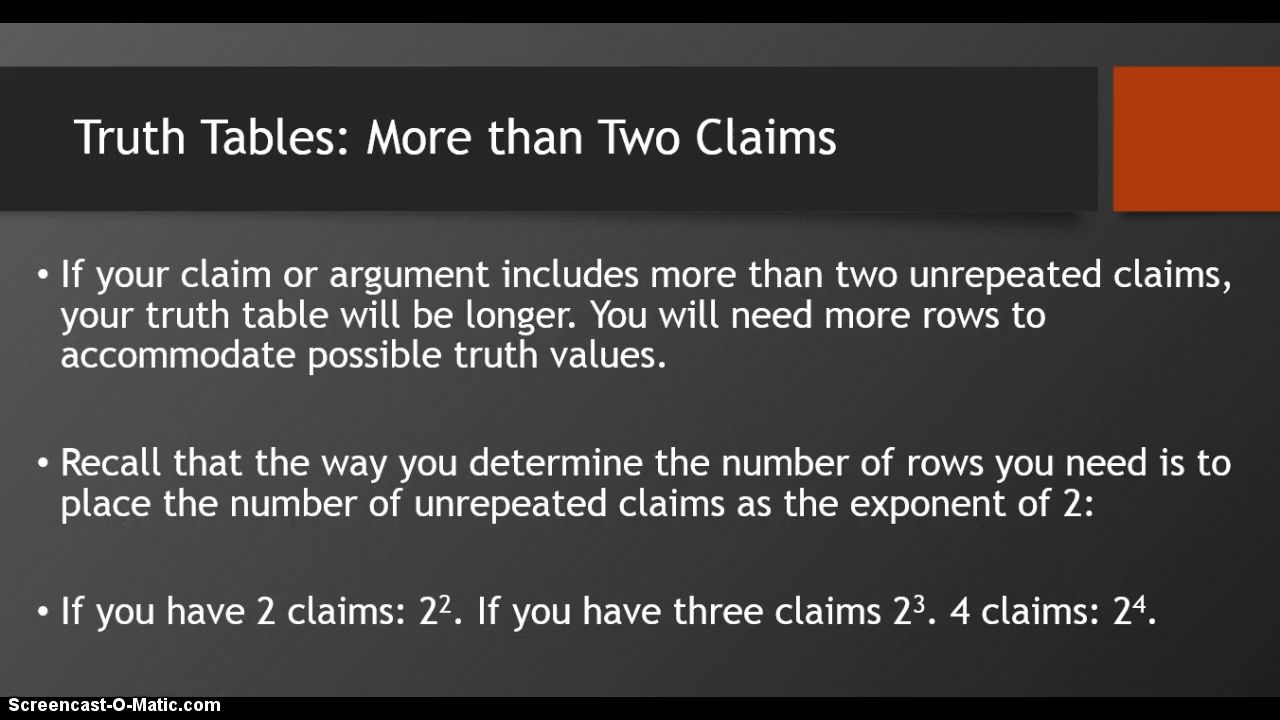 Truth Tables: More than Two Claims
• If your claim or argument includes more than two unrepeated claims,
your truth table will be longer. You will need more rows to
accommodate possible truth values.
• Recall that the way you determine the number of rows you need is to
place the number of unrepeated claims as the exponent of 2:
• If you have 2 claims: 2². If you have three claims 2³. 4 claims: 2⁴.
Screencast-O-Matic.com